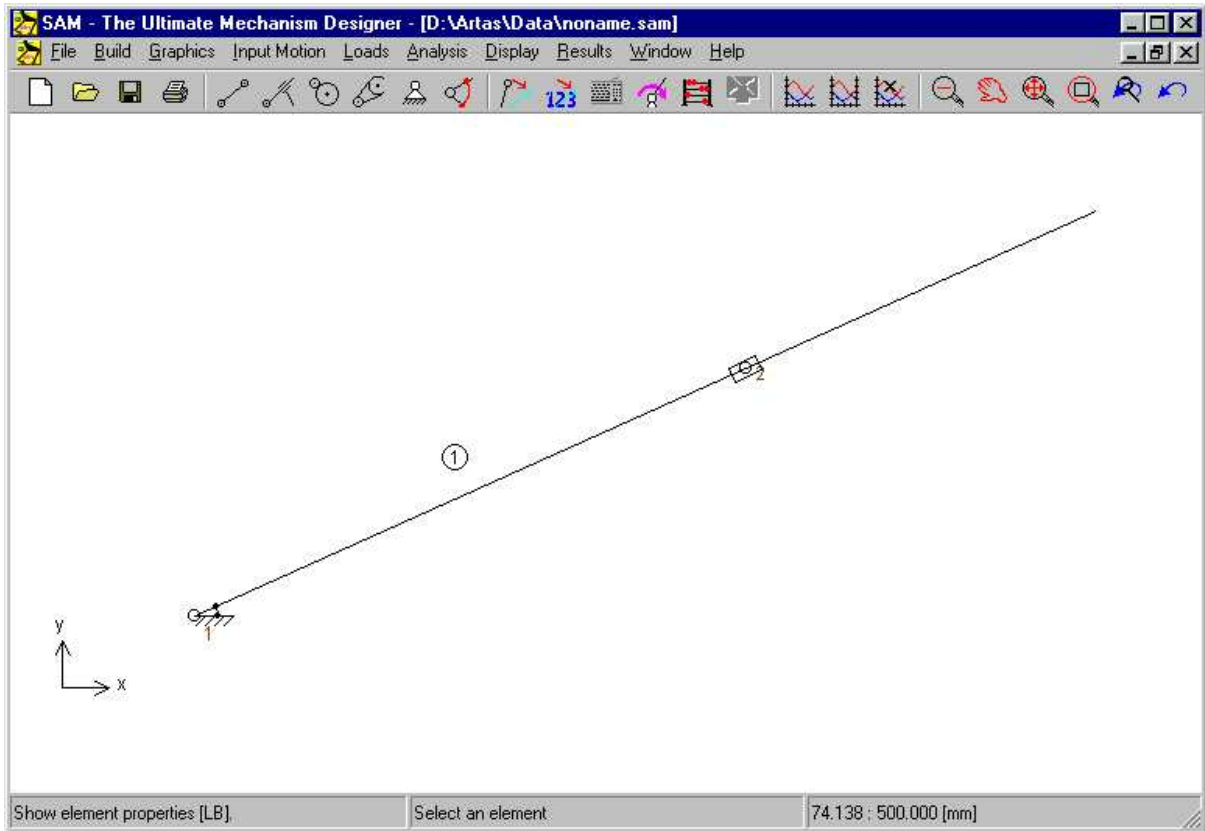 SAM - The Ultimate Mechanism Designer - [D:\Artas\Data\noname.sam]
File Build Graphics Input Motion Loads Analysis Display Results Window Help
123
2
1
1
y
x
Show element properties [LB], Select an element 74.138 : 500.000 [mm]